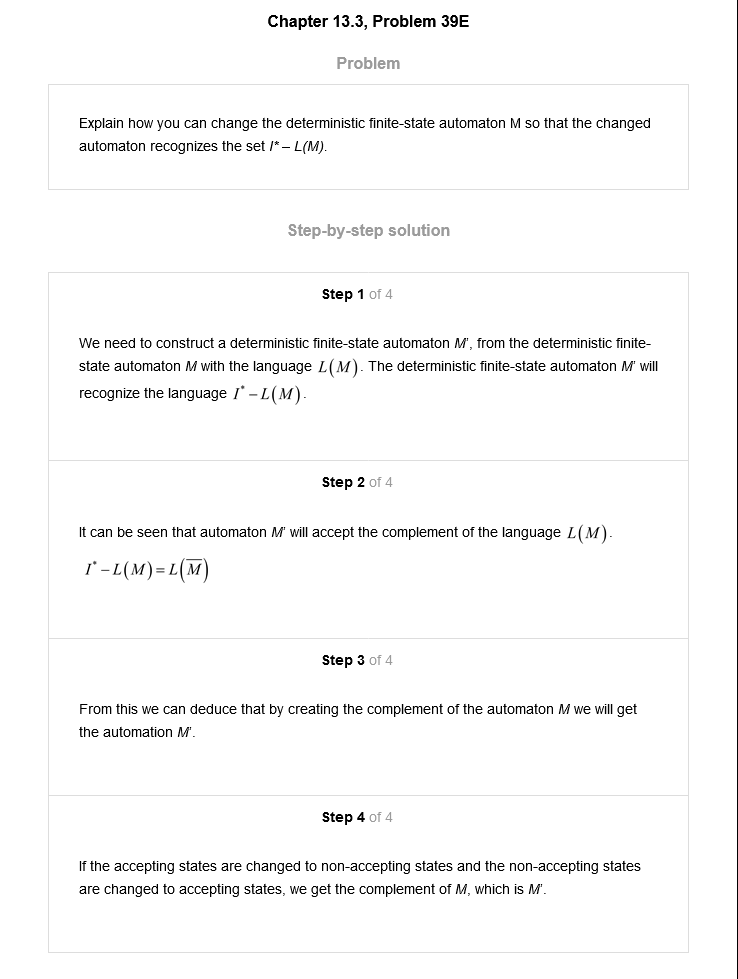 Chapter 13.3, Problem 39E
Problem
Explain how you can change the deterministic finite-state automaton M so that the changed
automaton recognizes the set I* – L(M).
Step-by-step solution
Step 1 of 4
We need to construct a deterministic finite-state automaton M', from the deterministic finite-
state automaton M with the language L(M). The deterministic finite-state automaton M' will
recognize the language I* – L(M).
Step 2 of 4
It can be seen that automaton M' will accept the complement of the language L(M).
I* – L(M) = L(M̅)
Step 3 of 4
From this we can deduce that by creating the complement of the automaton M we will get
the automation M'.
Step 4 of 4
If the accepting states are changed to non-accepting states and the non-accepting states
are changed to accepting states, we get the complement of M, which is M'.